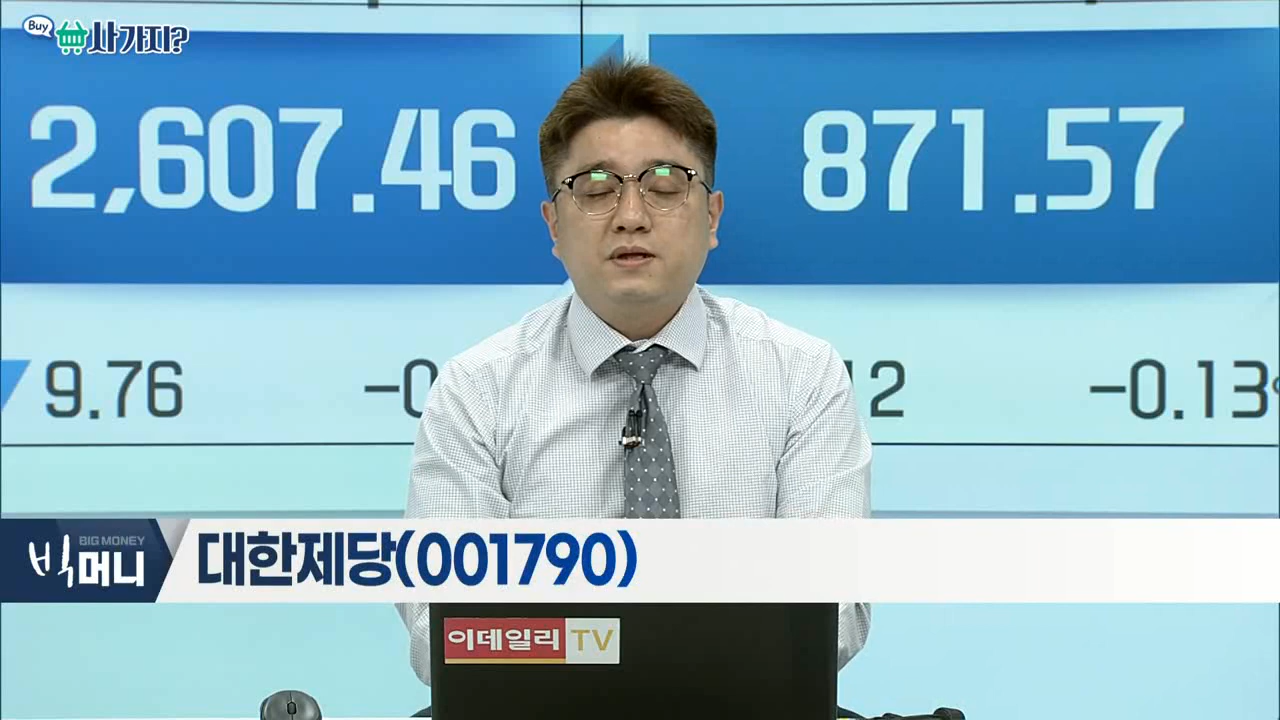 Buy
사가지?
2,607.46
871.57
9.76
-0
12
-0.13%
BIG MONEY
빅머니
대한제당(001790)
이데일리TV